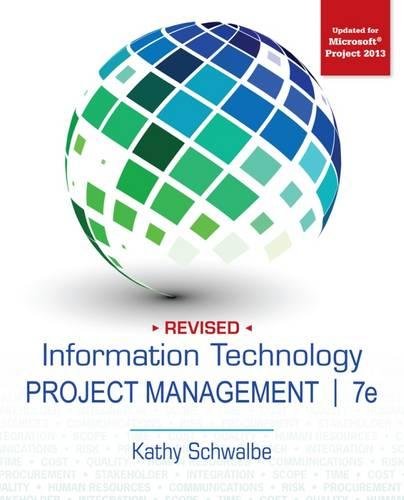 Updated for
Microsoft®
Project 2013
▸ REVISED ◂
Information Technology
PROJECT MANAGEMENT | 7e
Kathy Schwalbe